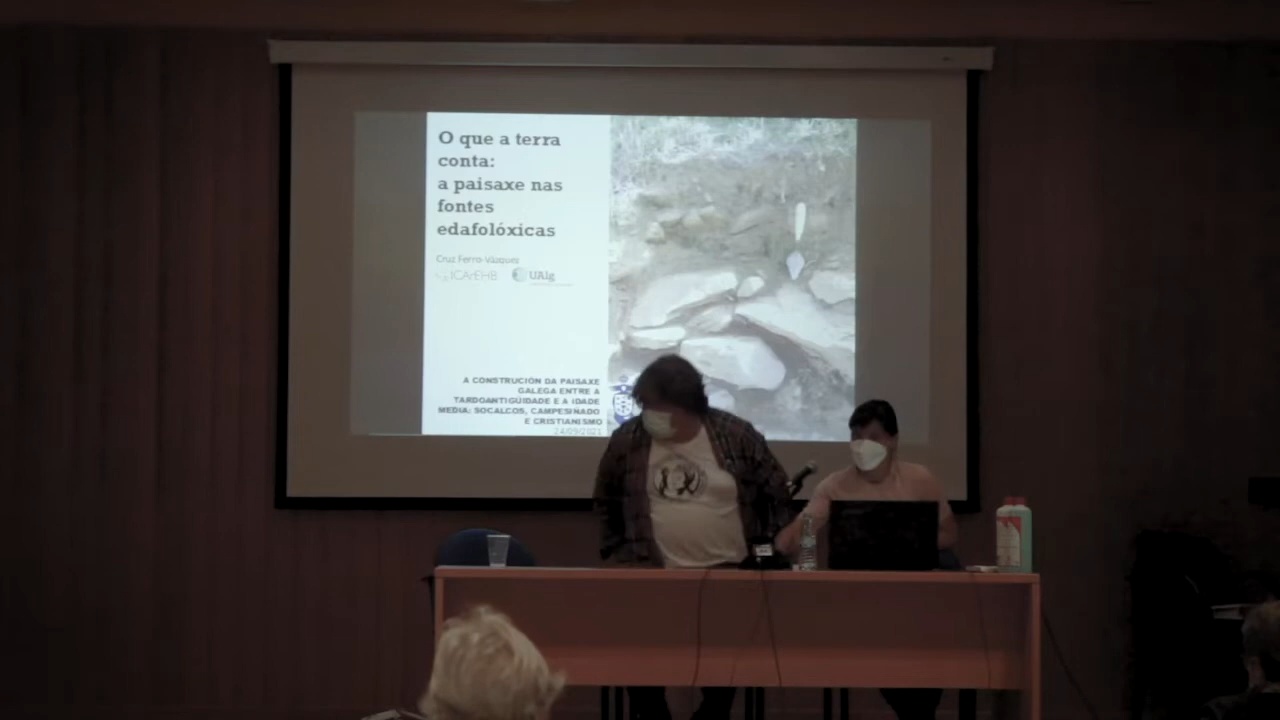 O que a terra
conta:
a paisaxe nas
fontes
edafolóxicas
Cruz Ferro-Vázquez
ICArEHB
UAlg
A CONSTRUCIÓN DA PAISAXE
GALEGA ENTRE A
TARDOANTIGÜIDADE E A IDADE
MEDIA: SOCALCOS, CAMPESIÑADO
E CRISTIANISMO
24/09/2021